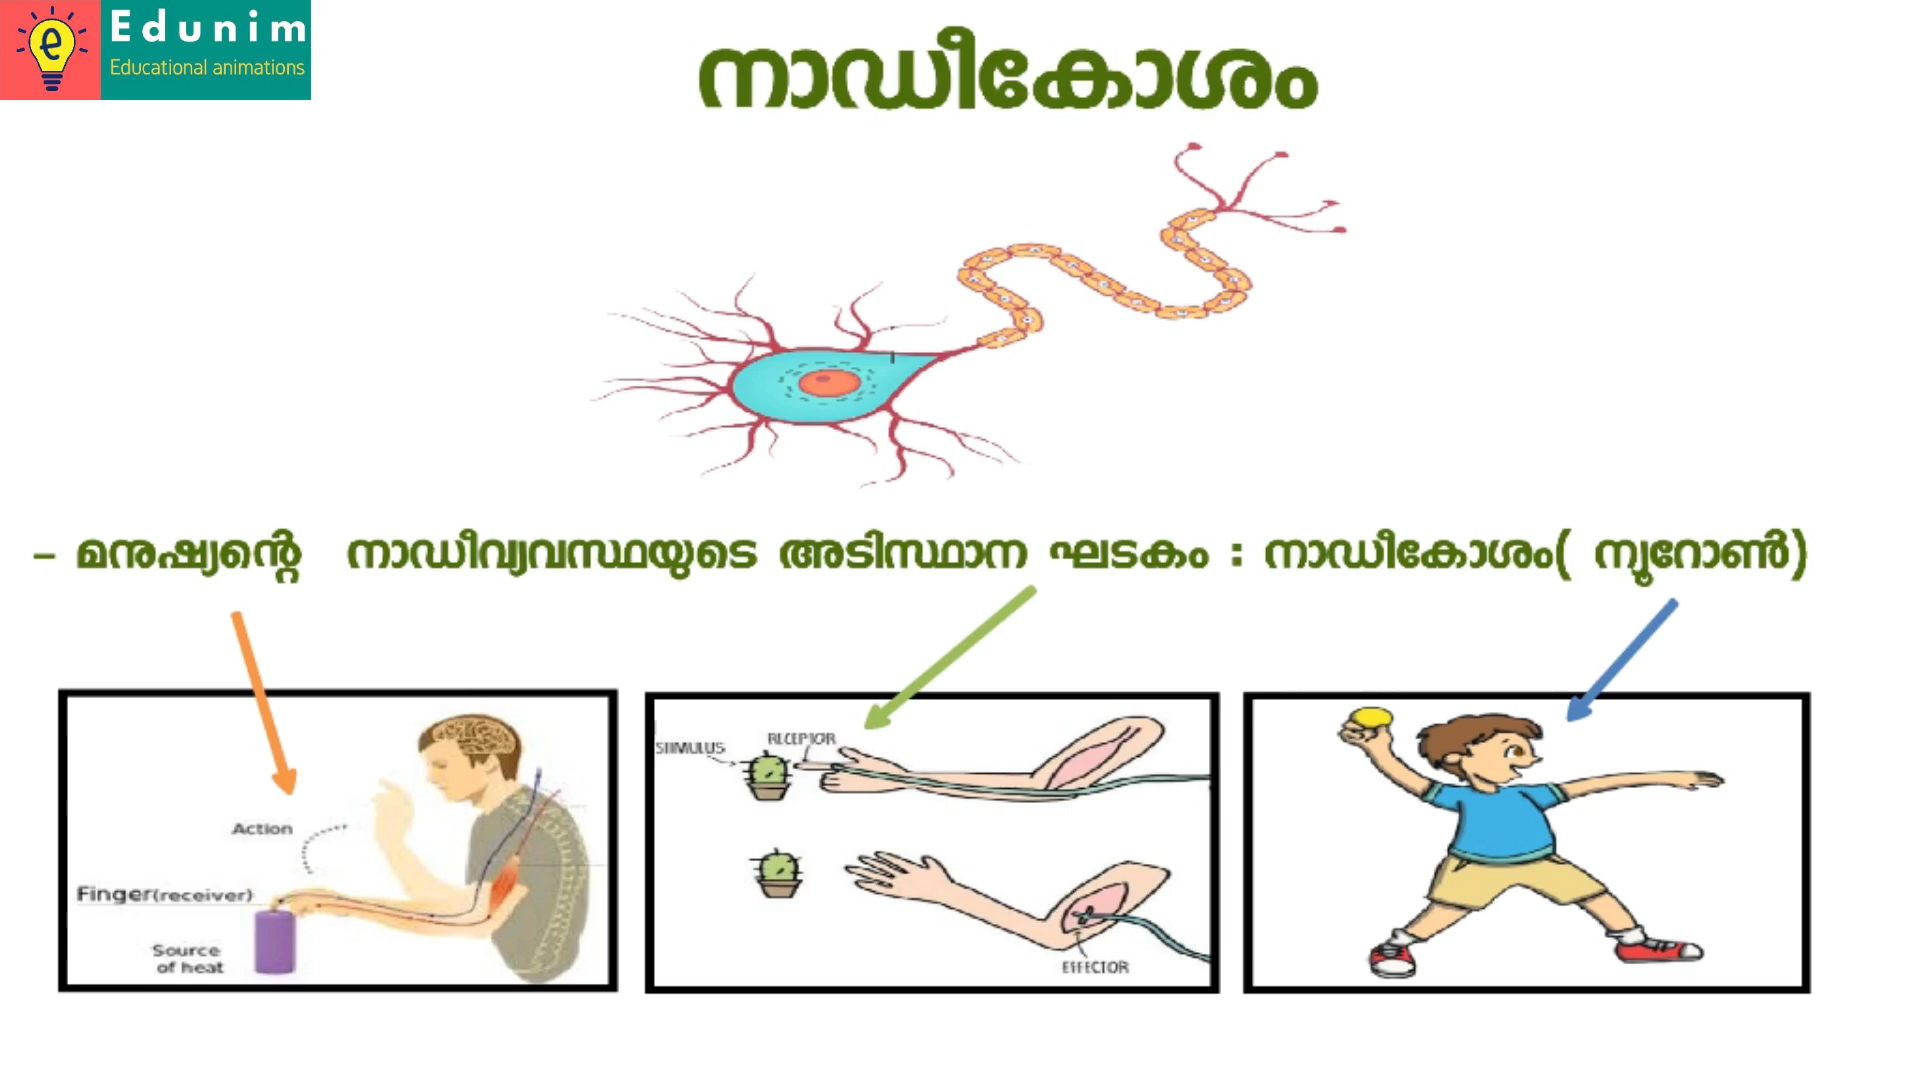 e
Edunim
Educational animations
നാഡീകോശം
- മനുഷ്യന്റെ നാഡീവ്യവസ്ഥയുടെ അടിസ്ഥാന ഘടകം : നാഡീകോശം( ന്യൂറോൺ)
Action
Finger(receiver)
Source
of heat
STIMULUS
RECEPTOR
EFFECTOR